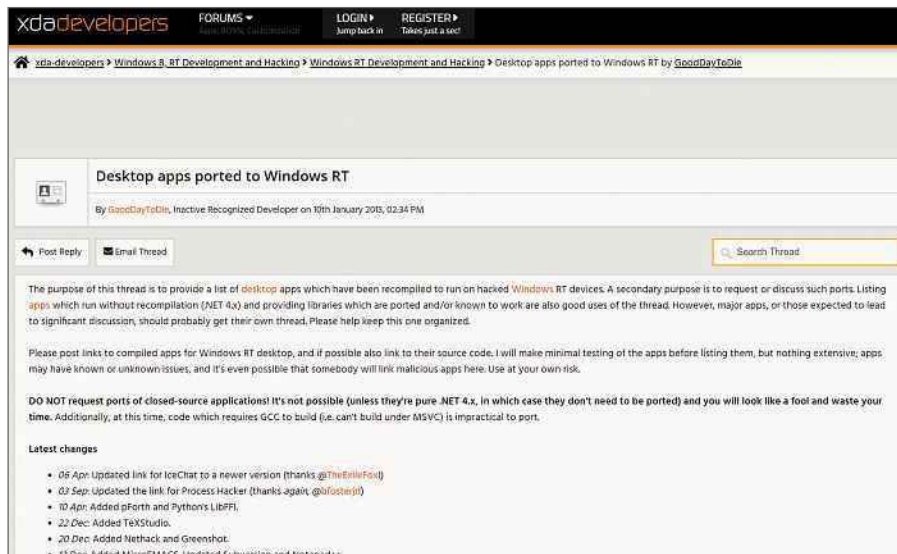 xdadevelopers
FORUMS
LOGIN
Jump back in
REGISTER
Takes just a sec!
xda-developers > Windows 8, RT Development and Hacking > Windows RT Development and Hacking > Desktop apps ported to Windows RT by GoodDayToDie
Desktop apps ported to Windows RT
By GoodDayToDie, Inactive Recognized Developer on 10th January 2013, 02:34 PM
Post Reply
Email Thread
Search Thread
The purpose of this thread is to provide a list of desktop apps which have been recompiled to run on hacked Windows RT devices. A secondary purpose is to request or discuss such ports. Listing
apps which run without recompilation (.NET 4.x) and providing libraries which are ported and/or known to work are also good uses of the thread. However, major apps, or those expected to lead
to significant discussion, should probably get their own thread. Please help keep this one organized.
Please post links to compiled apps for Windows RT desktop, and if possible also link to their source code. I will make minimal testing of the apps before listing them, but nothing extensive; apps
may have known or unknown issues, and it's even possible that somebody will link malicious apps here. Use at your own risk.
DO NOT request ports of closed-source applications! It's not possible (unless they're pure .NET 4.x, in which case they don't need to be ported) and you will look like a fool and waste your
time. Additionally, at this time, code which requires GCC to build (i.e. can't build under MSVC) is impractical to port.
Latest changes
• 06 Apr: Updated link for IceChat to a newer version (thanks @TheExileFox!)
• 03 Sep: Updated the link for Process Hacker (thanks again, @bfosterjr!)
• 10 Apr: Added pForth and Python's LibFFI.
• 22 Dec: Added TeXStudio.
• 20 Dec: Added Nethack and Greenshot.